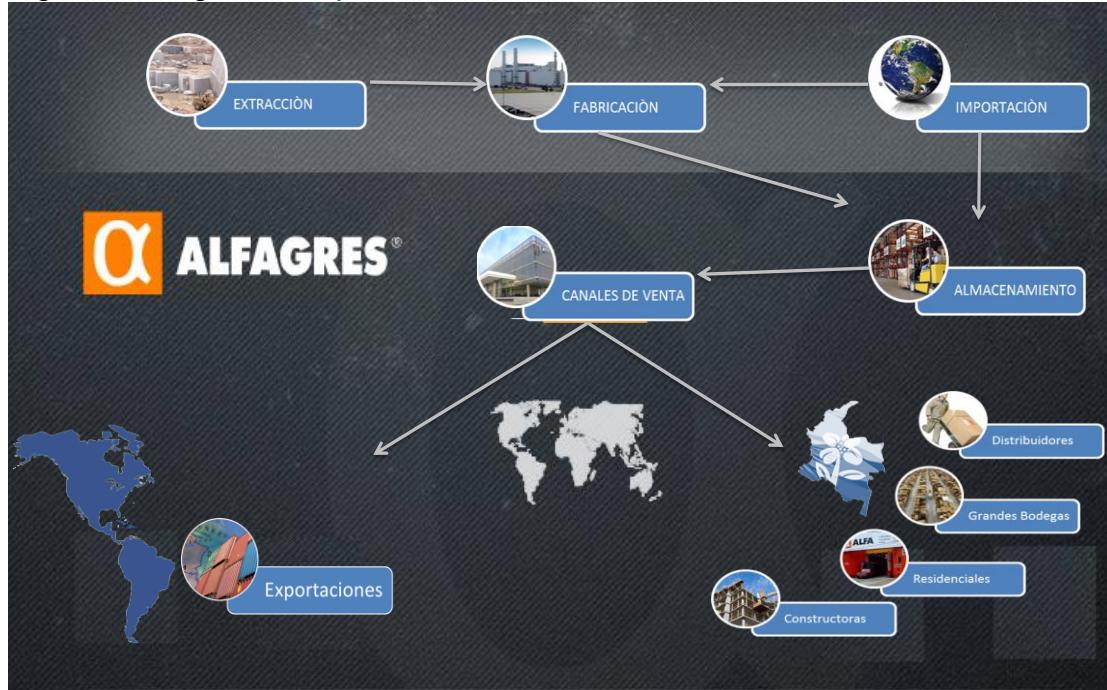 EXTRACCIÒN
FABRICACIÒN
IMPORTACIÒN
α ALFAGRES®
CANALES DE VENTA
ALMACENAMIENTO
Distribuidores
Grandes Bodegas
ALFA
Residenciales
Exportaciones
Constructoras